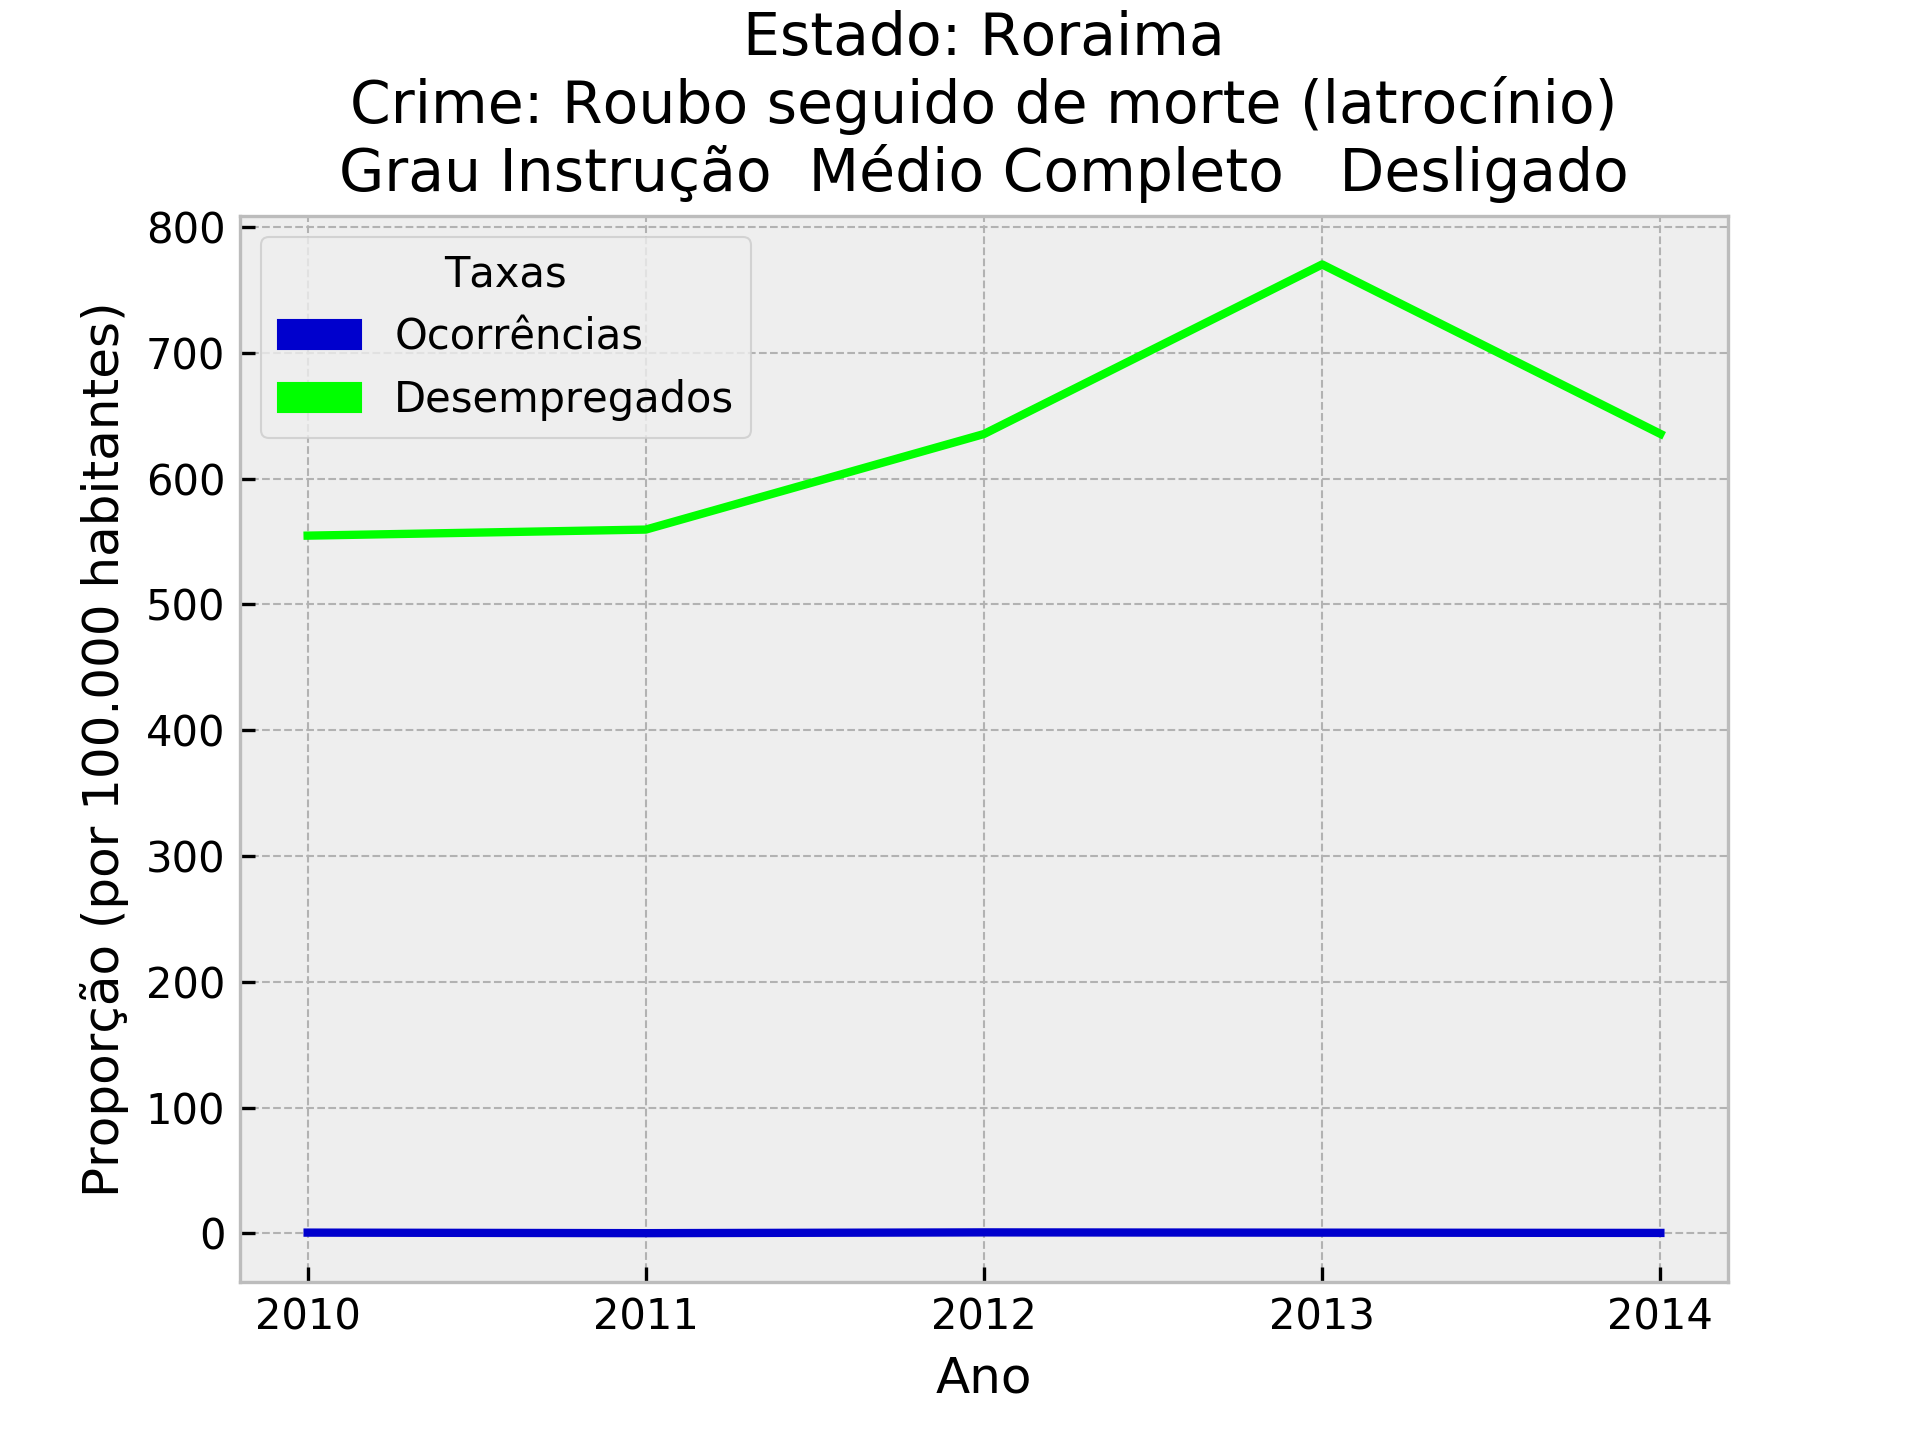 Estado: Roraima
Crime: Roubo seguido de morte (latrocínio)
Grau Instrução  Médio Completo   Desligado
Taxas
Ocorrências
Desempregados
Proporção (por 100.000 habitantes)
800
700
600
500
400
300
200
100
0
2010 2011 2012 2013 2014
Ano